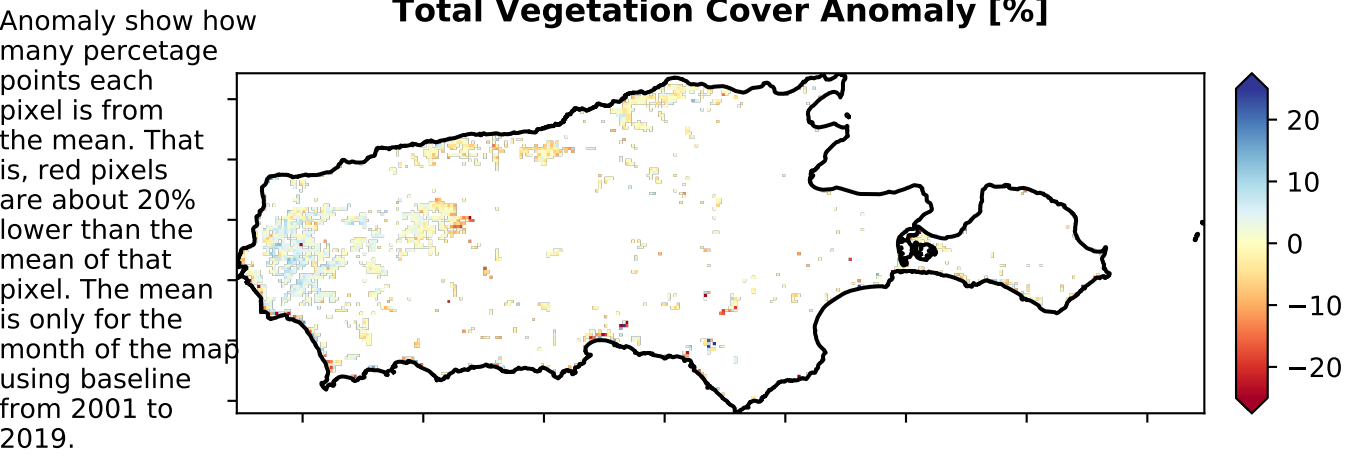 Total Vegetation Cover Anomaly [%]
Anomaly show how
many percetage
points each
pixel is from
the mean. That
is, red pixels
are about 20%
lower than the
mean of that
pixel. The mean
is only for the
month of the map
using baseline
from 2001 to
2019.
20
10
0
−10
−20